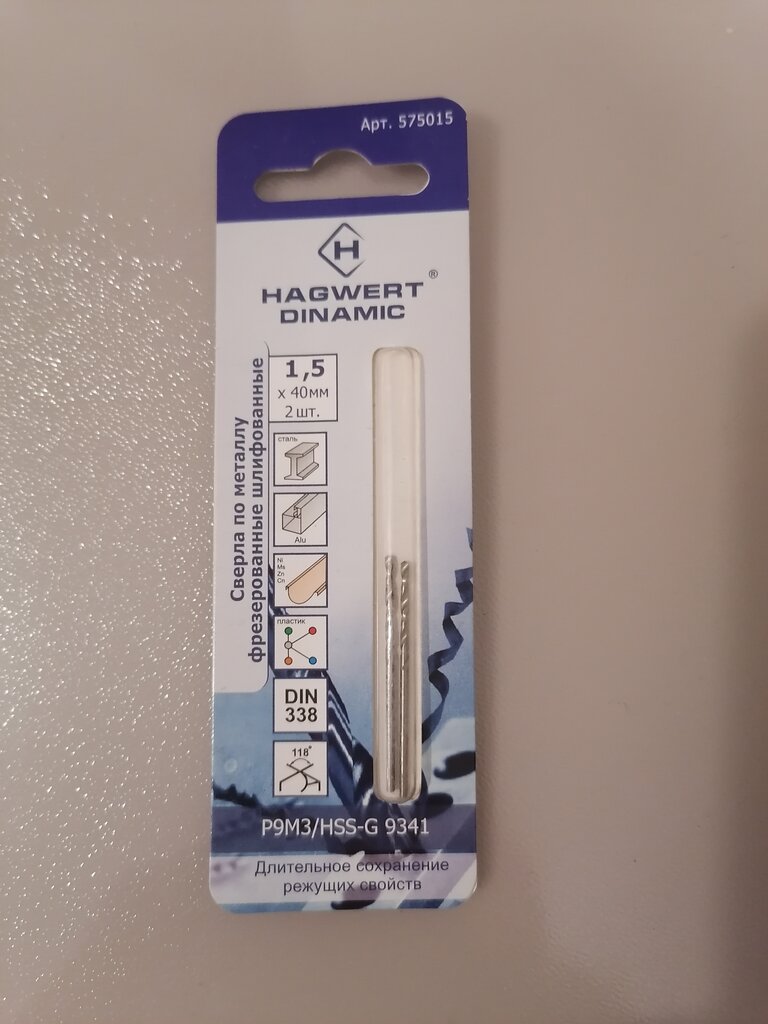 Арт. 575015
H
HAGWERT®
DINAMIC
Сверла по металлу
фрезерованные шлифованные
1,5
x 40мм
2 шт.
сталь
Alu
Ni
Ms
Zn
Cn
пластик
DIN
338
118°
Р9М3/HSS-G 9341
Длительное сохранение
режущих свойств